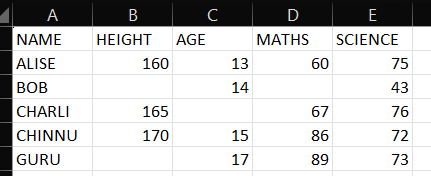 A B C D E
NAME HEIGHT AGE MATHS SCIENCE
ALISE 160 13 60 75
BOB 14 43
CHARLI 165 67 76
CHINNU 170 15 86 72
GURU 17 89 73